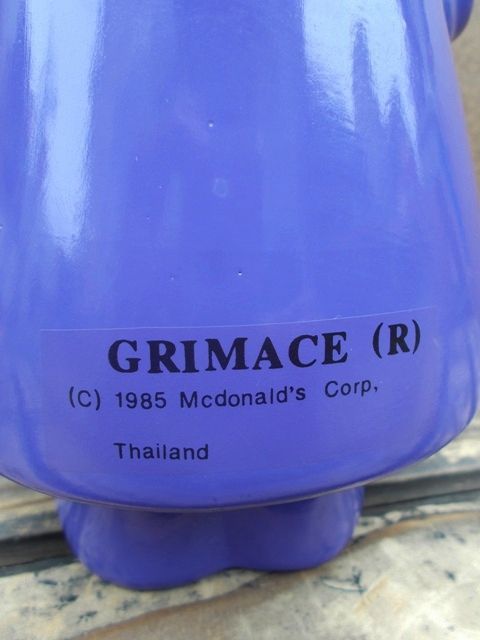 GRIMACE (R)
(C) 1985 Mcdonald's Corp,
Thailand